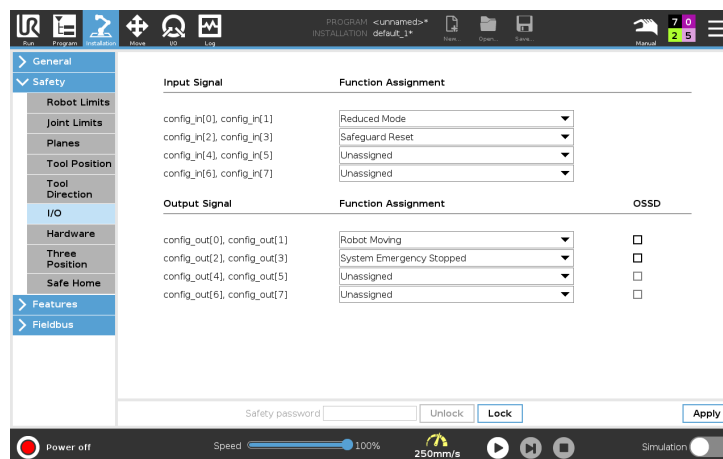 UR
PROGRAM <unnamed>*
INSTALLATION default_1*
Run Program Installation Move I/O Log New... Open... Save... Manual
7 0
2 5
General
Safety
Robot Limits
Joint Limits
Planes
Tool Position
Tool
Direction
I/O
Hardware
Three
Position
Safe Home
Features
Fieldbus
Input Signal Function Assignment
config_in[0], config_in[1] Reduced Mode
config_in[2], config_in[3] Safeguard Reset
config_in[4], config_in[5] Unassigned
config_in[6], config_in[7] Unassigned
Output Signal Function Assignment OSSD
config_out[0], config_out[1] Robot Moving
config_out[2], config_out[3] System Emergency Stopped
config_out[4], config_out[5] Unassigned
config_out[6], config_out[7] Unassigned
Safety password Unlock Lock Apply
Power off Speed 100% 250mm/s Simulation